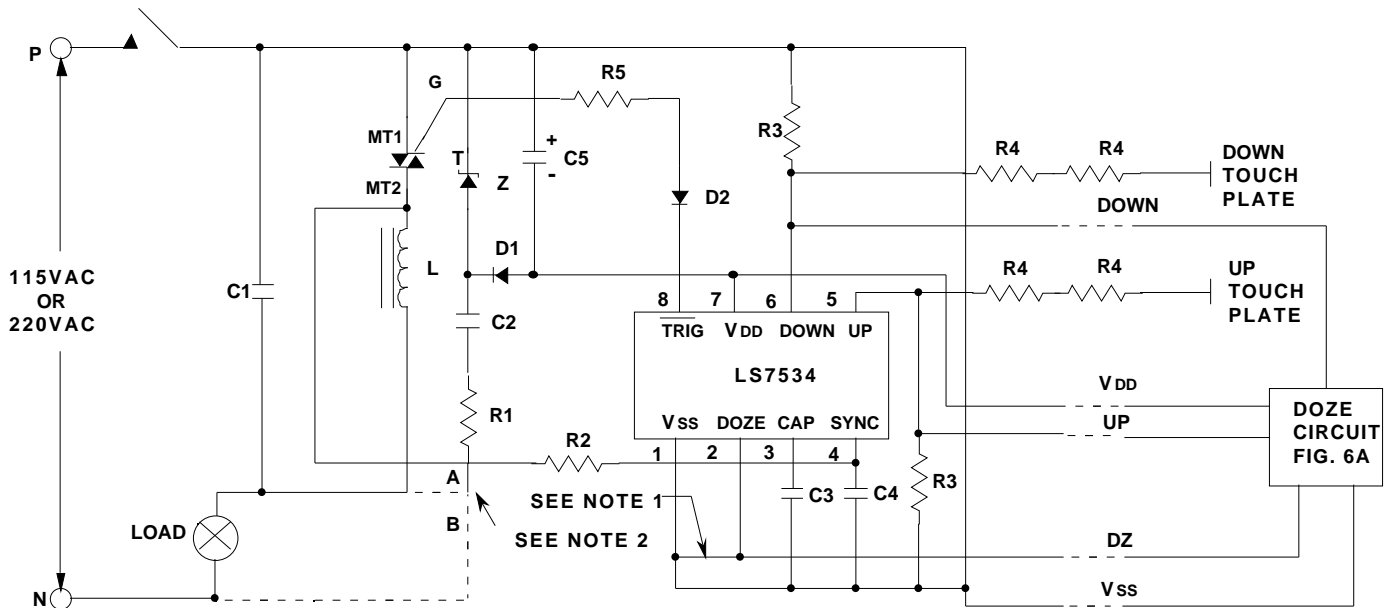 P
G
R5
R3
MT1
MT2
T
Z
+
C5
-
R4 R4
DOWN
TOUCH
PLATE
D2
DOWN
115VAC
OR
220VAC
C1
L
D1
R4 R4
UP
TOUCH
PLATE
8 7 6 5
C2
TRIG VDD DOWN UP
LS7534
R1
VDD
VSS DOZE CAP SYNC
UP
DOZE
CIRCUIT
FIG. 6A
R2
1 2 3 4
A
C3 C4 R3
SEE NOTE 1
B
LOAD
SEE NOTE 2
DZ
N
VSS